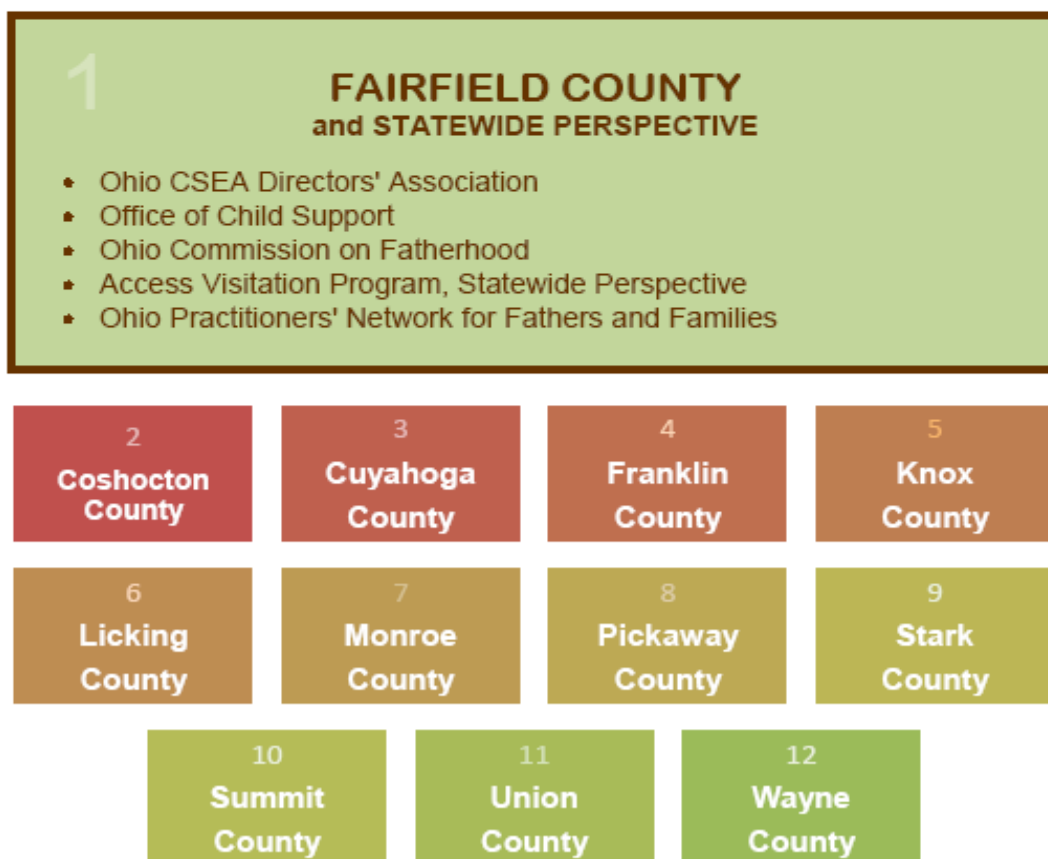 1
FAIRFIELD COUNTY
and STATEWIDE PERSPECTIVE
• Ohio CSEA Directors' Association
• Office of Child Support
• Ohio Commission on Fatherhood
• Access Visitation Program, Statewide Perspective
• Ohio Practitioners' Network for Fathers and Families
2
Coshocton
County
3
Cuyahoga
County
4
Franklin
County
5
Knox
County
6
Licking
County
7
Monroe
County
8
Pickaway
County
9
Stark
County
10
Summit
County
11
Union
County
12
Wayne
County